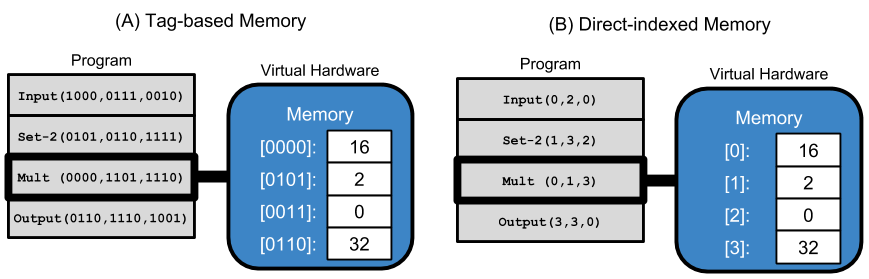 (A) Tag-based Memory
Program
Input(1000,0111,0010)
Set-2(0101,0110,1111)
Mult (0000,1101,1110)
Output(0110,1110,1001)
Virtual Hardware
Memory
[0000]: 16
[0101]: 2
[0011]: 0
[0110]: 32
(B) Direct-indexed Memory
Program
Input(0,2,0)
Set-2(1,3,2)
Mult (0,1,3)
Output(3,3,0)
Virtual Hardware
Memory
[0]: 16
[1]: 2
[2]: 0
[3]: 32